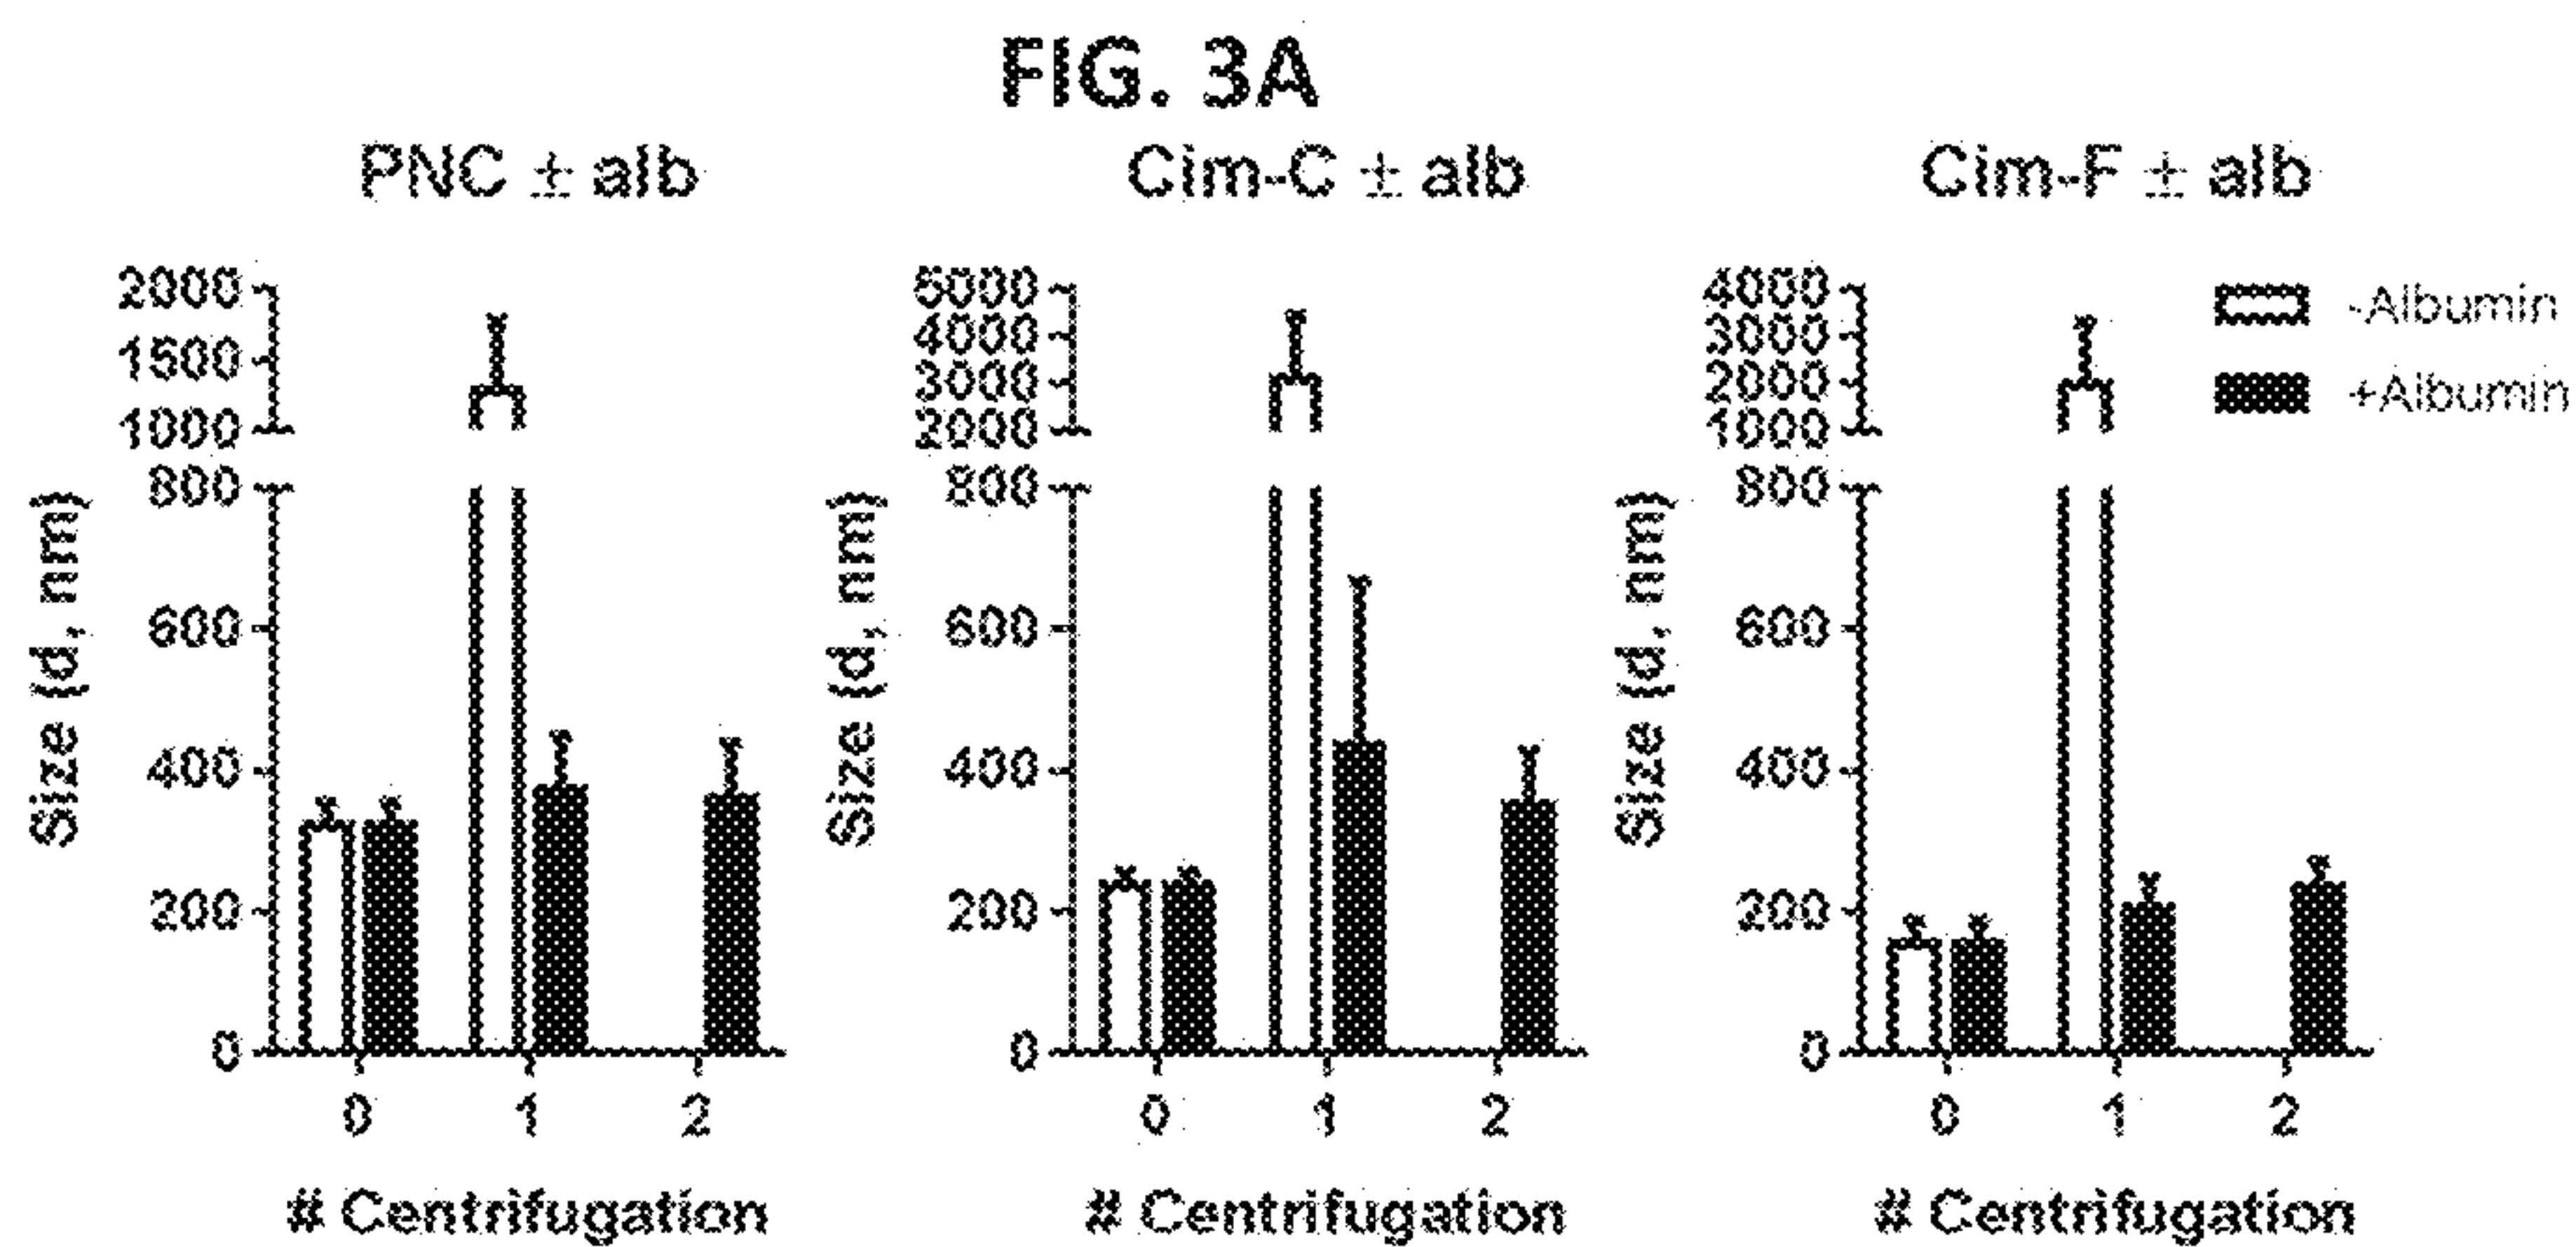 FIG. 3A
PNC ± alb
Cim-C ± alb
Cim-F ± alb
-Albumin
+Albumin
Size (d, nm)
2000
1500
1000
800
600
400
200
0
0 1 2
# Centrifugation
Size (d, nm)
5000
4000
3000
2000
800
600
400
200
0
0 1 2
# Centrifugation
Size (d, nm)
4000
3000
2000
1000
800
600
400
200
0
0 1 2
# Centrifugation